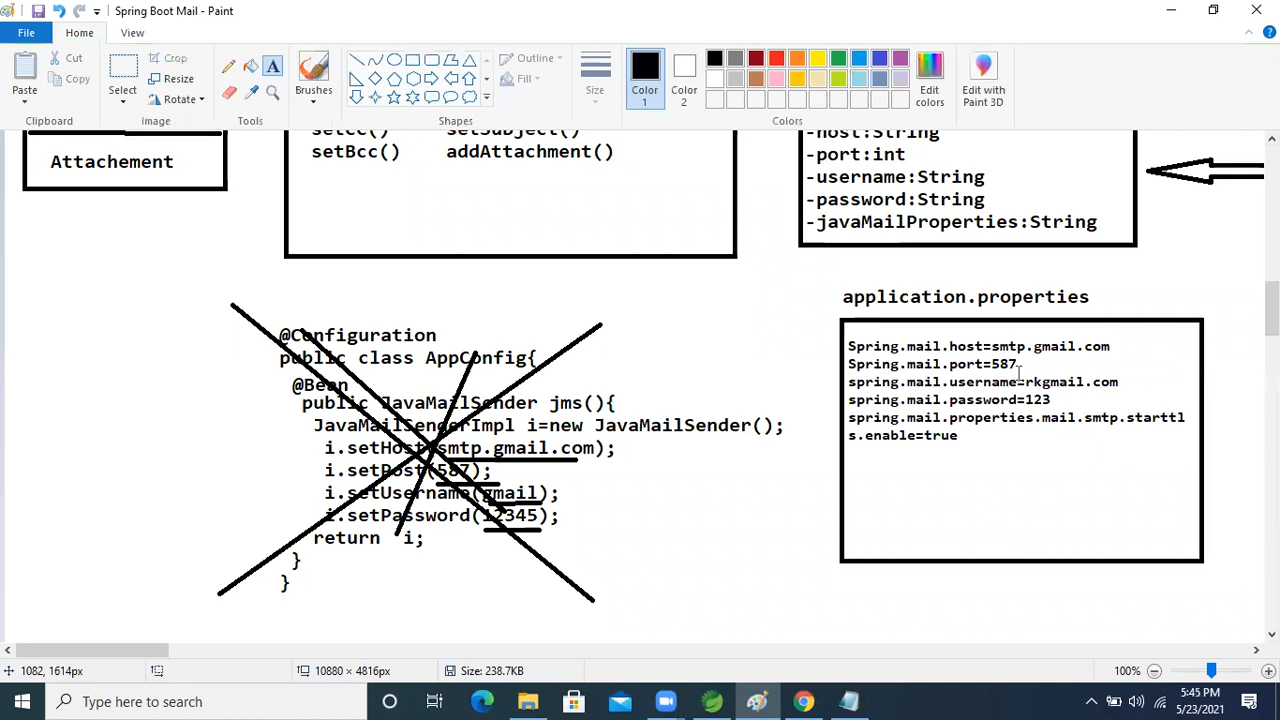 Spring Boot Mail - Paint
File
Home
View
Paste
Cut
Copy
Clipboard
Select
Crop
Resize
Rotate
Image
A
Tools
Brushes
Outline
Fill
Shapes
Size
Color 1
Color 2
Edit colors
Edit with Paint 3D
Colors
Attachement
setCc() setSubject()
setBcc() addAttachment()
-host:String
-port:int
-username:String
-password:String
-javaMailProperties:String
@Configuration
public class AppConfig{
@Bean
public JavaMailSender jms(){
JavaMailSenderImpl i=new JavaMailSender();
i.setHost(smtp.gmail.com);
i.setPost(587);
i.setUsername(gmail);
i.setPassword(12345);
return i;
}
}
application.properties
Spring.mail.host=smtp.gmail.com
Spring.mail.port=587
spring.mail.username=rkgmail.com
spring.mail.password=123
spring.mail.properties.mail.smtp.starttl
s.enable=true
1082, 1614px
10880 × 4816px
Size: 238.7KB
100%
Type here to search
5:45 PM
5/23/2021